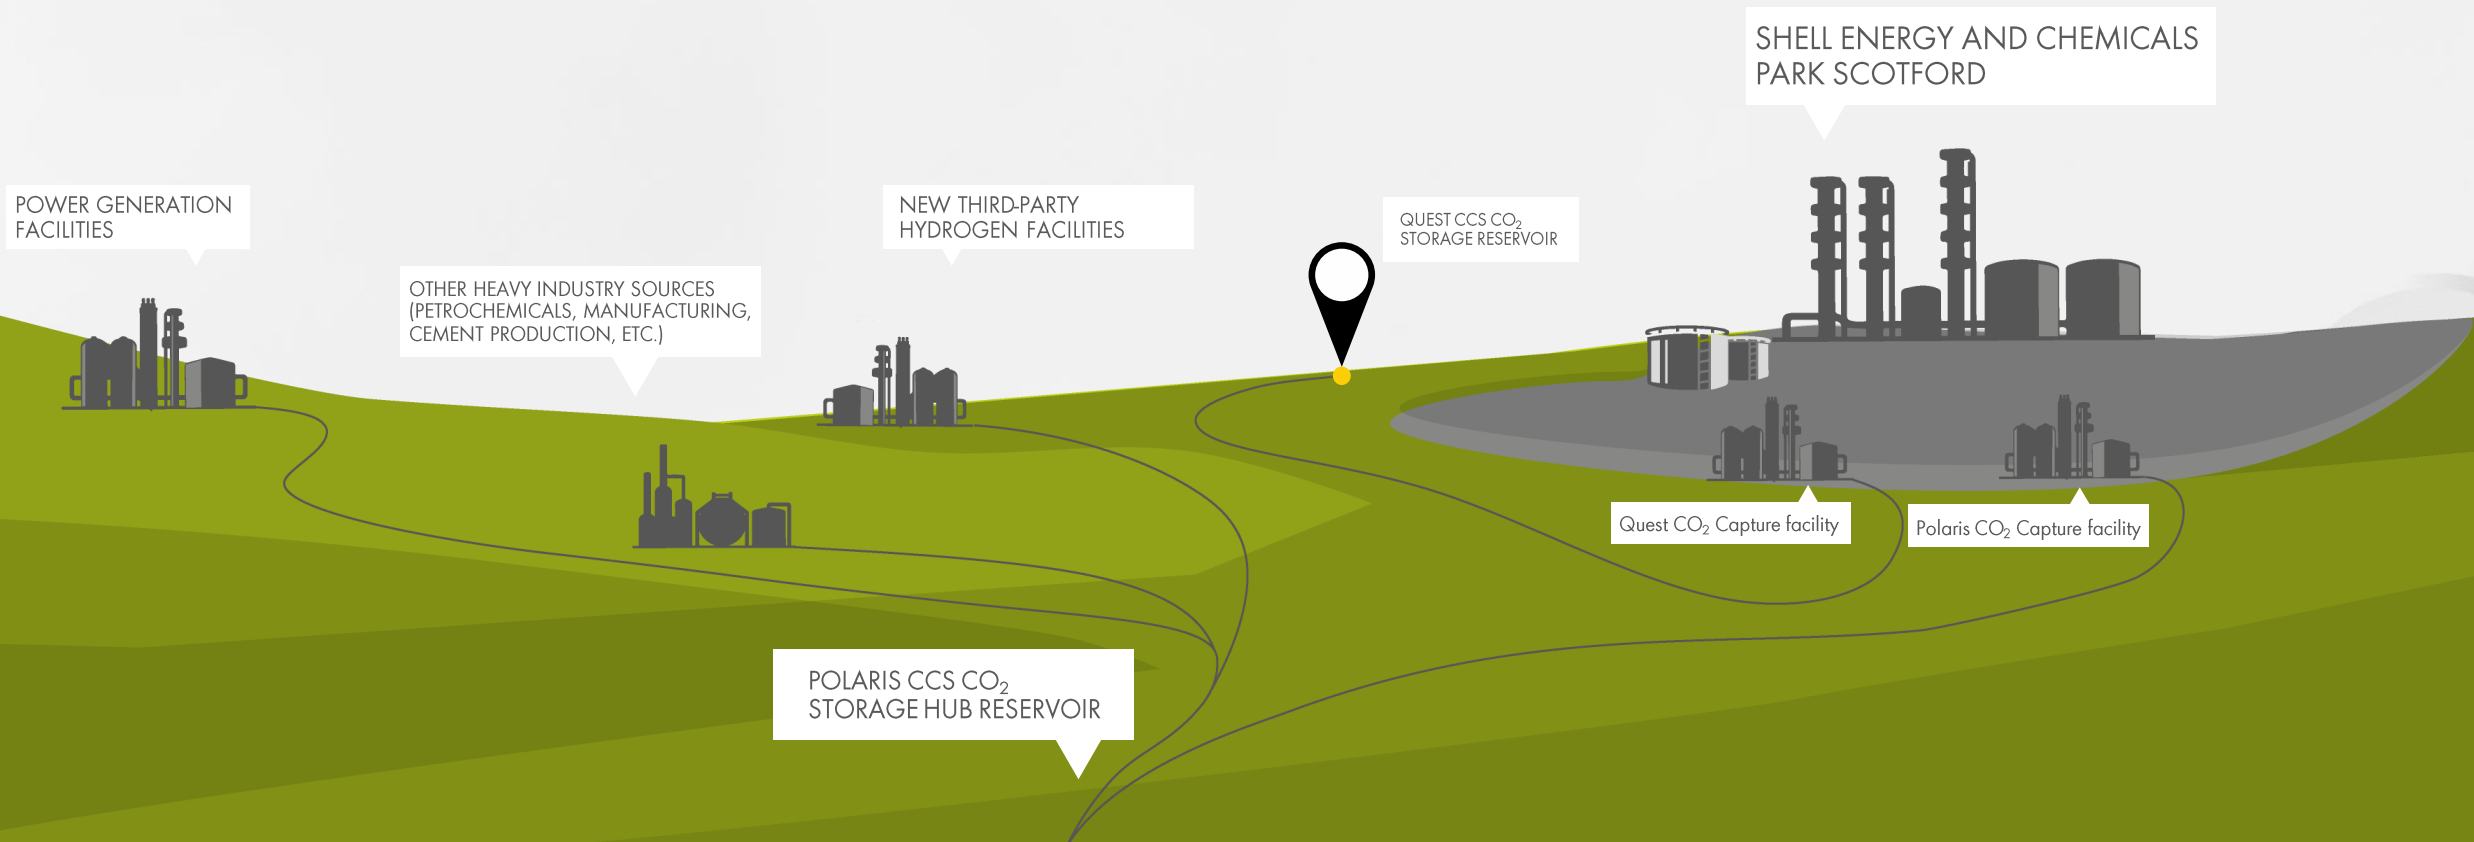 SHELL ENERGY AND CHEMICALS
PARK SCOTFORD
POWER GENERATION
FACILITIES
NEW THIRD-PARTY
HYDROGEN FACILITIES
QUEST CCS CO₂
STORAGE RESERVOIR
OTHER HEAVY INDUSTRY SOURCES
(PETROCHEMICALS, MANUFACTURING,
CEMENT PRODUCTION, ETC.)
Quest CO₂ Capture facility
Polaris CO₂ Capture facility
POLARIS CCS CO₂
STORAGE HUB RESERVOIR